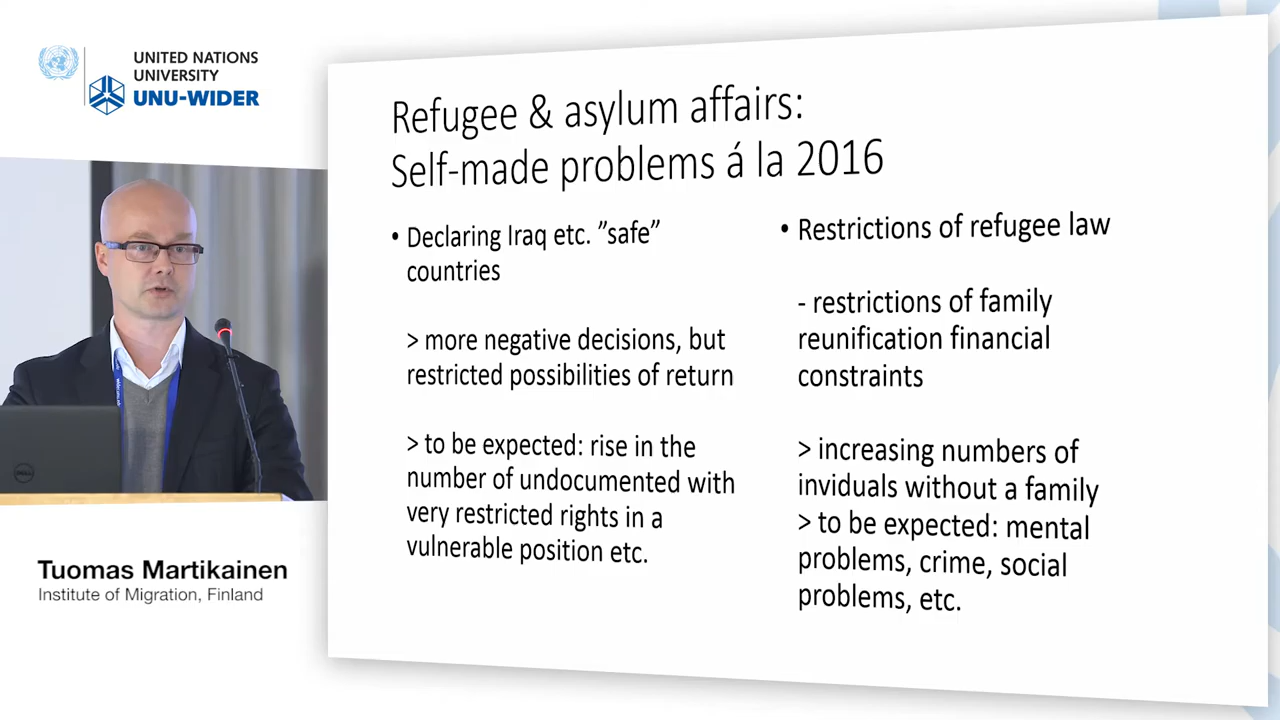 UNITED NATIONS
UNIVERSITY
UNU-WIDER
Refugee & asylum affairs:
Self-made problems á la 2016
• Declaring Iraq etc. ”safe”
countries
> more negative decisions, but
restricted possibilities of return
> to be expected: rise in the
number of undocumented with
very restricted rights in a
vulnerable position etc.
• Restrictions of refugee law
- restrictions of family
reunification financial
constraints
> increasing numbers of
inviduals without a family
> to be expected: mental
problems, crime, social
problems, etc.
DELL
Tuomas Martikainen
Institute of Migration, Finland